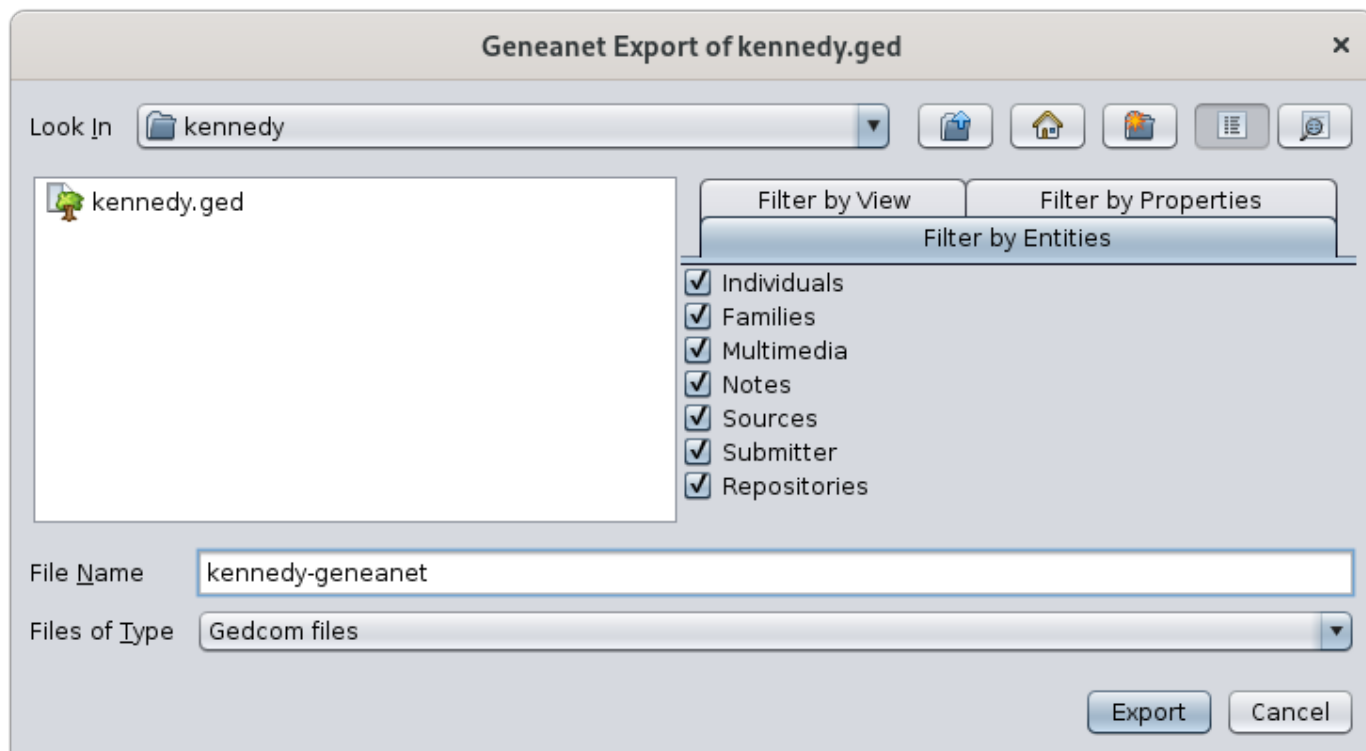 Geneanet Export of kennedy.ged
Look In kennedy
kennedy.ged
Filter by View Filter by Properties
Filter by Entities
Individuals
Families
Multimedia
Notes
Sources
Submitter
Repositories
File Name kennedy-geneanet
Files of Type Gedcom files
Export Cancel